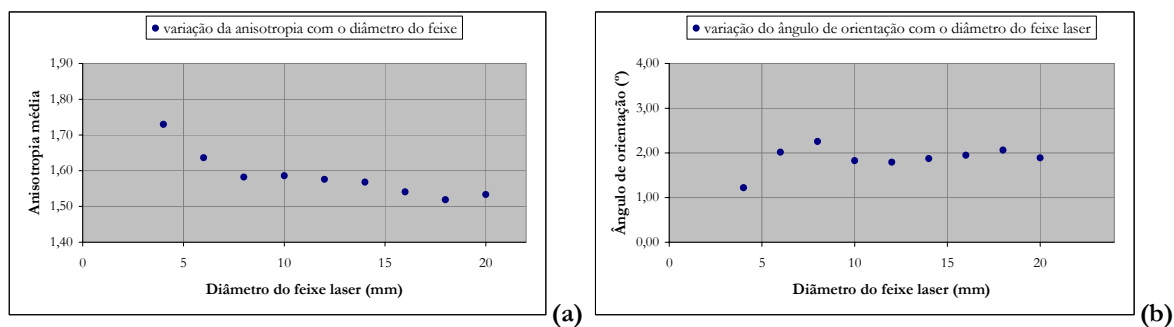 variação da anisotropia com o diâmetro do feixe
1,90
1,80
1,70
1,60
1,50
1,40
Anisotropia média
0
5
10
15
20
Diâmetro do feixe laser (mm)
(a)
variação do ângulo de orientação com o diâmetro do feixe laser
4,00
3,00
2,00
1,00
0,00
Ângulo de orientação (º)
0
5
10
15
20
Diãmetro do feixe laser (mm)
(b)